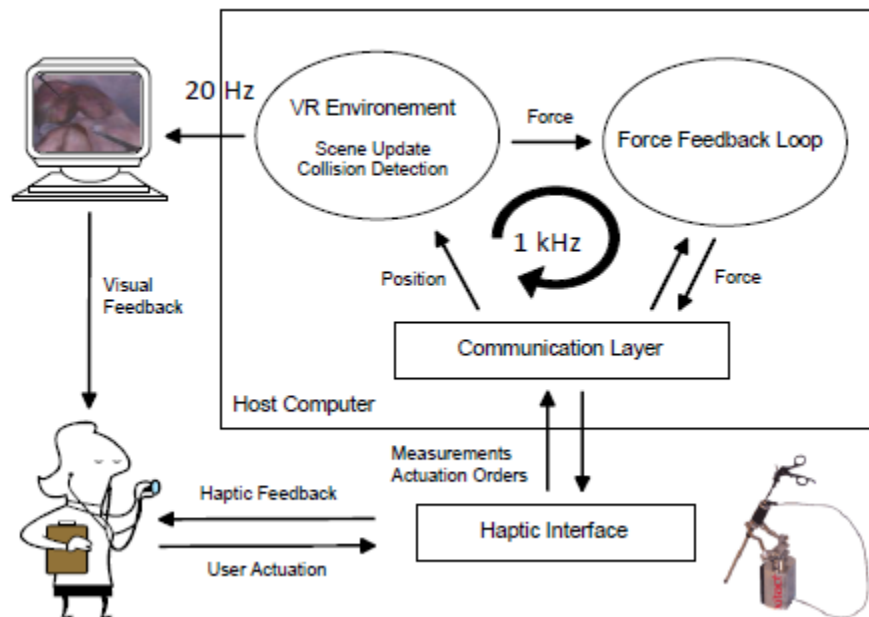 20 Hz
VR Environement
Scene Update
Collision Detection
Force
Force Feedback Loop
1 kHz
Position
Force
Visual
Feedback
Communication Layer
Host Computer
Measurements
Actuation Orders
Haptic Feedback
Haptic Interface
User Actuation